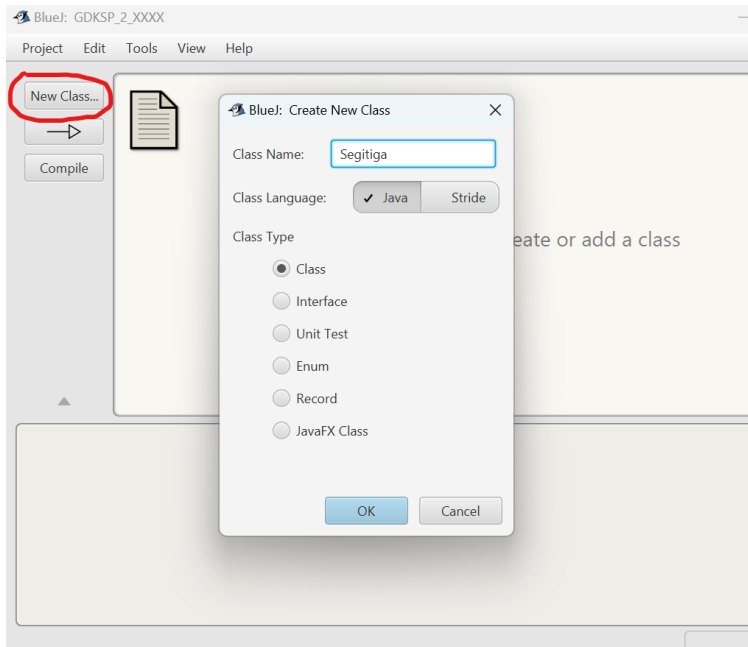 BlueJ: GDKSP_2_XXXX
Project Edit Tools View Help
New Class...
Compile
BlueJ: Create New Class
Class Name: Segitiga
Class Language: Java Stride
Class Type
Class
Interface
Unit Test
Enum
Record
JavaFX Class
OK Cancel
eate or add a class